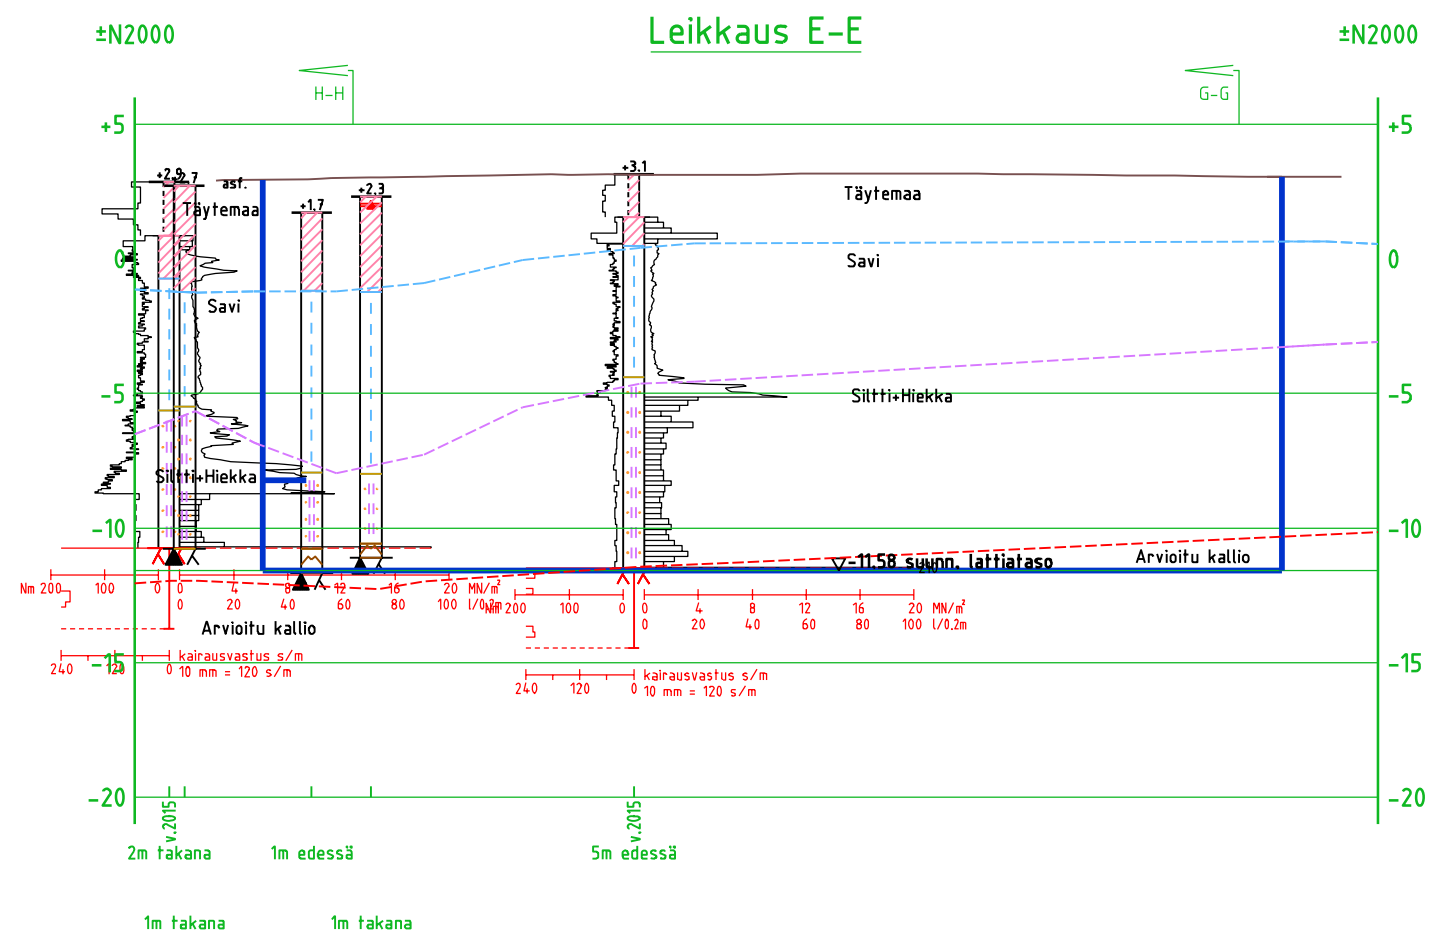 Leikkaus E-E
±N2000
±N2000
H-H
G-G
+5
+5
+2.9
+2.7
asf.
+3.1
+2.3
+1.7
Täytemaa
Täytemaa
0
0
Savi
Savi
-5
-5
Siltti+Hiekka
Siltti+Hiekka
-10
-10
Arvioitu kallio
-11.58 suunn. lattiataso
Nm 200 100 0 4 8 12 16 20 MN/m²
0 20 40 60 80 100 l/0.2m
Nm 200 100 0 4 8 12 16 20 MN/m²
0 20 40 60 80 100 l/0.2m
Arvioitu kallio
-15
-15
240 120 0 kairausvastus s/m
10 mm = 120 s/m
240 120 0 kairausvastus s/m
10 mm = 120 s/m
-20
-20
v.2015
v.2015
2m takana
1m edessä
5m edessä
1m takana
1m takana